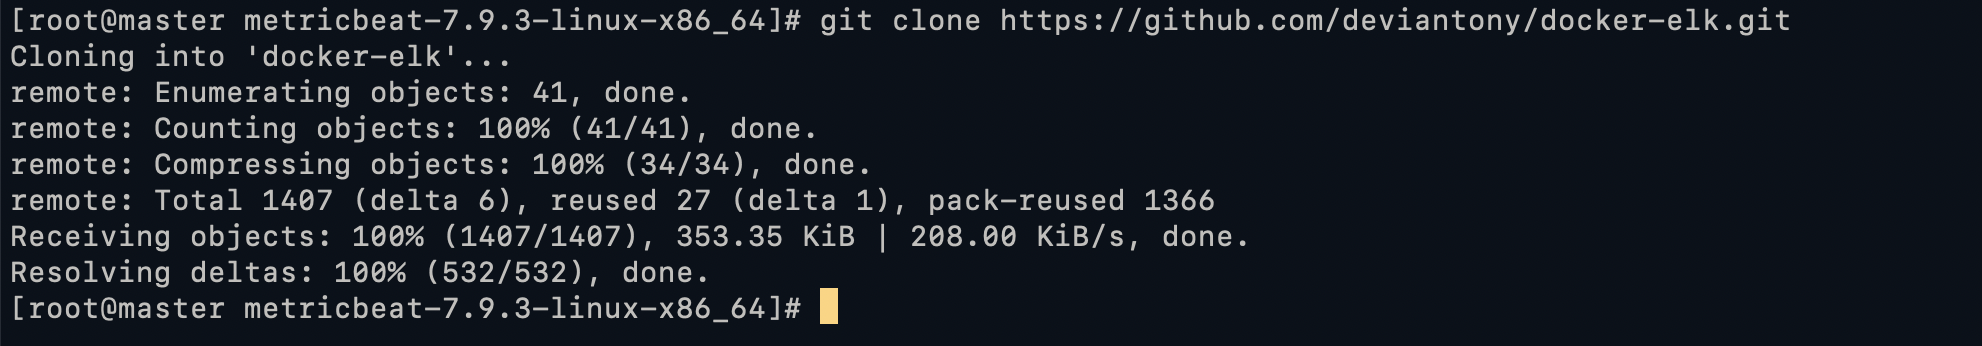 [root@master metricbeat-7.9.3-linux-x86_64]# git clone https://github.com/deviantony/docker-elk.git
Cloning into 'docker-elk'...
remote: Enumerating objects: 41, done.
remote: Counting objects: 100% (41/41), done.
remote: Compressing objects: 100% (34/34), done.
remote: Total 1407 (delta 6), reused 27 (delta 1), pack-reused 1366
Receiving objects: 100% (1407/1407), 353.35 KiB | 208.00 KiB/s, done.
Resolving deltas: 100% (532/532), done.
[root@master metricbeat-7.9.3-linux-x86_64]#